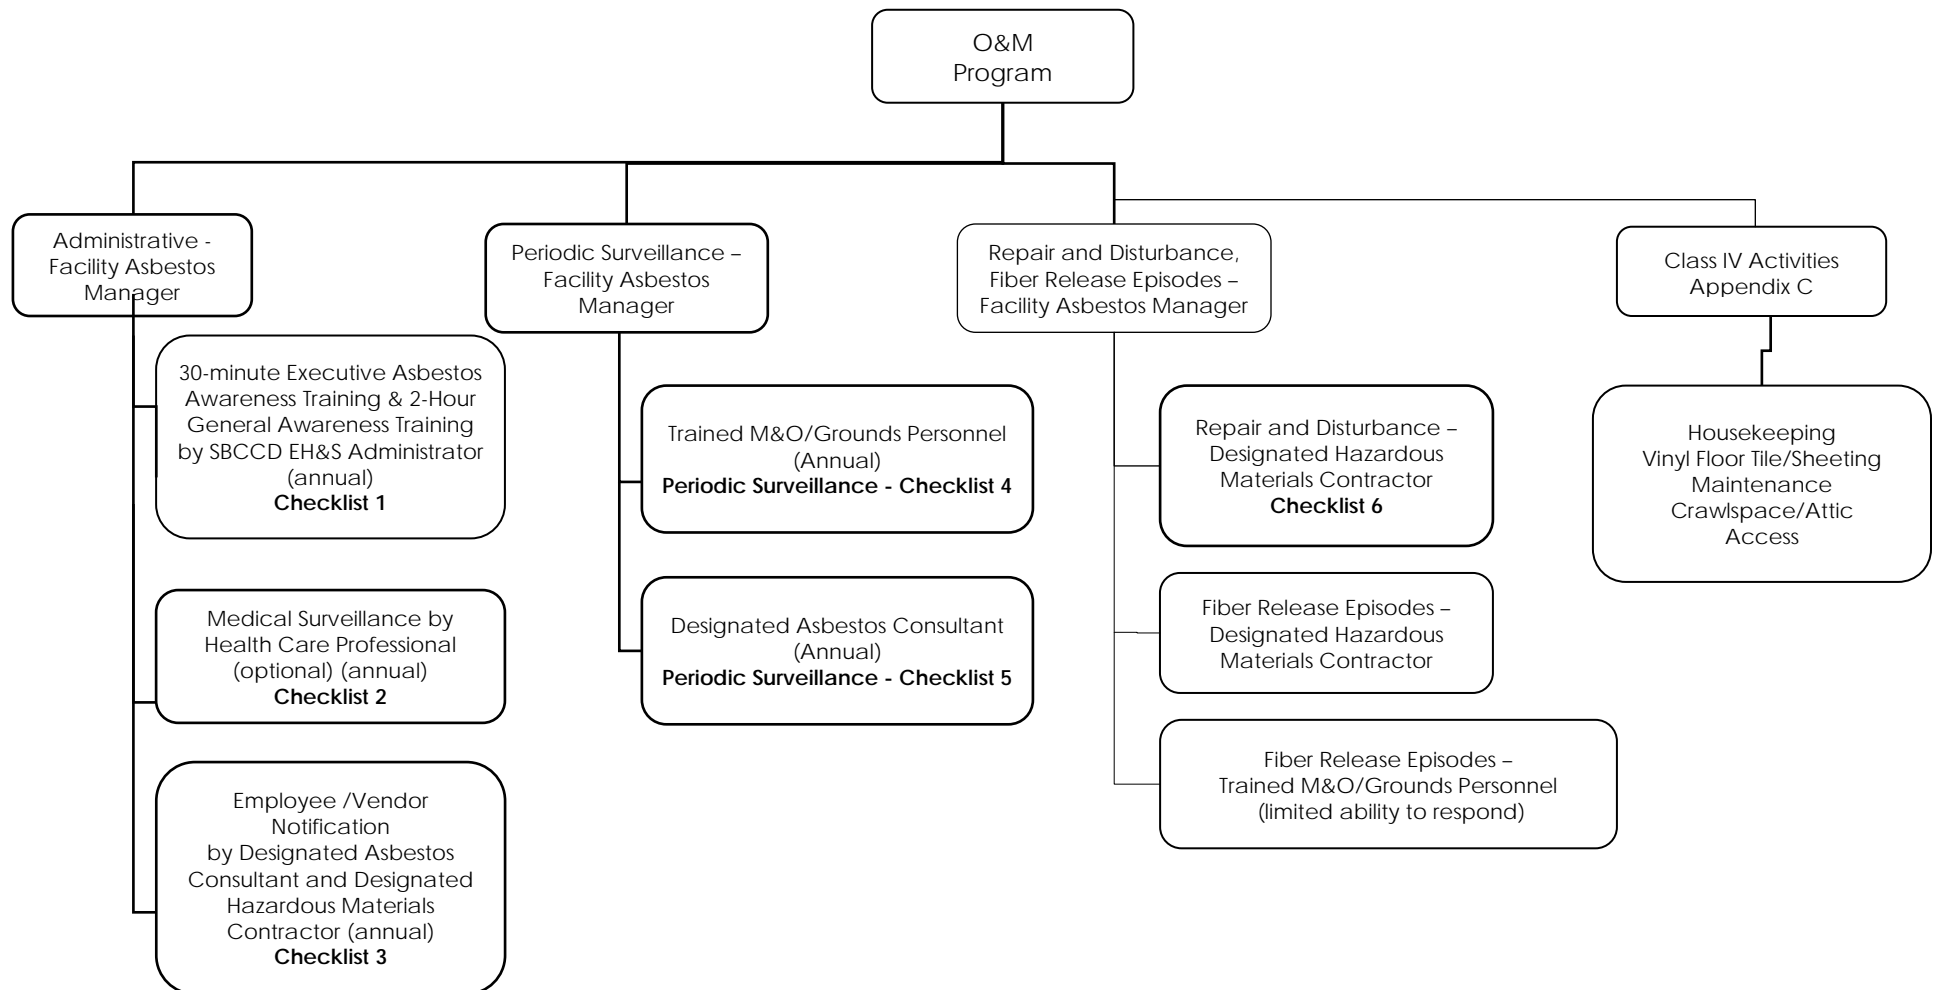 O&M
Program
Administrative -
Facility Asbestos
Manager
30-minute Executive Asbestos
Awareness Training & 2-Hour
General Awareness Training
by SBCCD EH&S Administrator
(annual)
Checklist 1
Medical Surveillance by
Health Care Professional
(optional) (annual)
Checklist 2
Employee /Vendor
Notification
by Designated Asbestos
Consultant and Designated
Hazardous Materials
Contractor (annual)
Checklist 3
Periodic Surveillance –
Facility Asbestos
Manager
Trained M&O/Grounds Personnel
(Annual)
Periodic Surveillance - Checklist 4
Designated Asbestos Consultant
(Annual)
Periodic Surveillance - Checklist 5
Repair and Disturbance,
Fiber Release Episodes –
Facility Asbestos Manager
Repair and Disturbance –
Designated Hazardous
Materials Contractor
Checklist 6
Fiber Release Episodes –
Designated Hazardous
Materials Contractor
Fiber Release Episodes –
Trained M&O/Grounds Personnel
(limited ability to respond)
Class IV Activities
Appendix C
Housekeeping
Vinyl Floor Tile/Sheeting
Maintenance
Crawlspace/Attic
Access